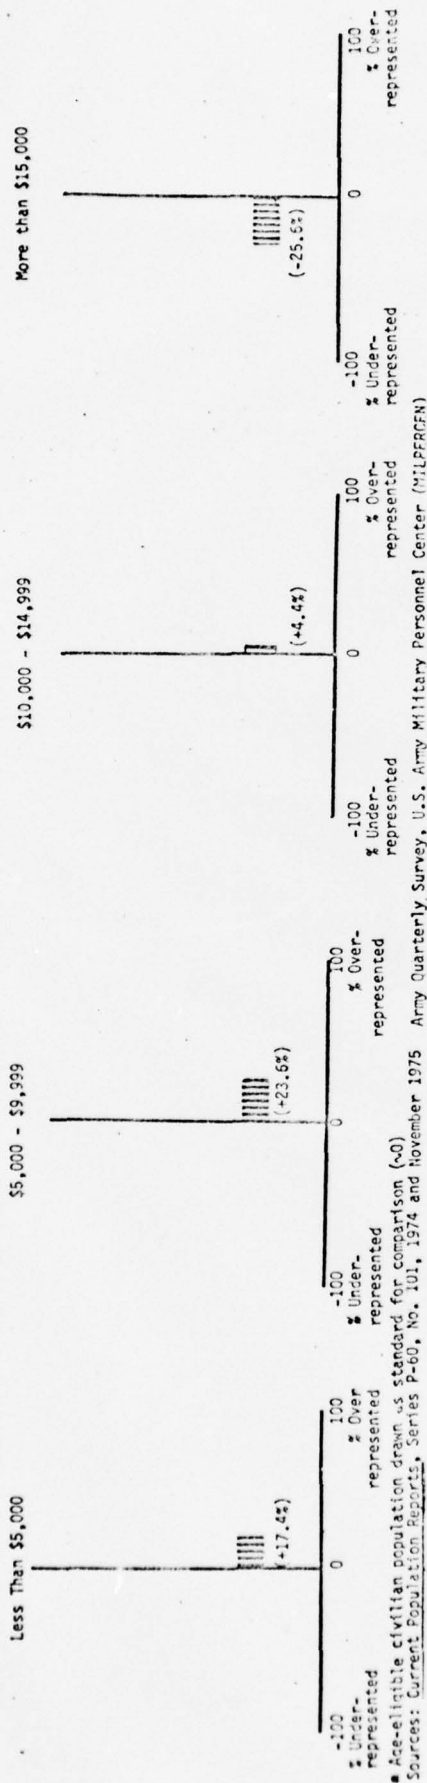 Less Than $5,000
(+17.4%)
-100
0
100
% Under-
represented
% Over
represented
$5,000 - $9,999
(+23.6%)
-100
0
100
% Under-
represented
% Over-
represented
$10,000 - $14,999
(+4.4%)
-100
0
100
% Under-
represented
% Over-
represented
More than $15,000
(-25.6%)
-100
0
100
% Under-
represented
% Over-
represented
* Age-eligible civilian population drawn as standard for comparison (~0)
Sources: Current Population Reports, Series P-60, No. 101, 1974 and November 1975 Army Quarterly Survey, U.S. Army Military Personnel Center (MILPERCEN)